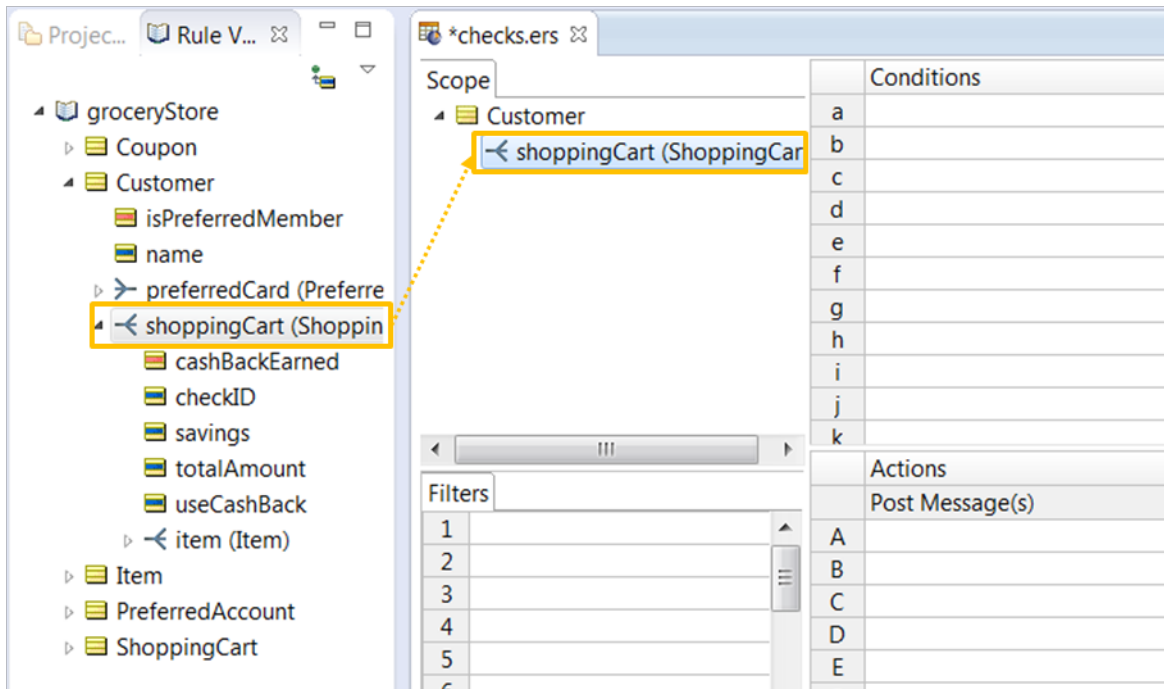 Projec...
Rule V...
groceryStore
Coupon
Customer
isPreferredMember
name
preferredCard (Preferre
shoppingCart (Shoppin
cashBackEarned
checkID
savings
totalAmount
useCashBack
item (Item)
Item
PreferredAccount
ShoppingCart
*checks.ers
Scope
Customer
shoppingCart (ShoppingCar
Filters
1
2
3
4
5
Conditions
a
b
c
d
e
f
g
h
i
j
k
Actions
Post Message(s)
A
B
C
D
E